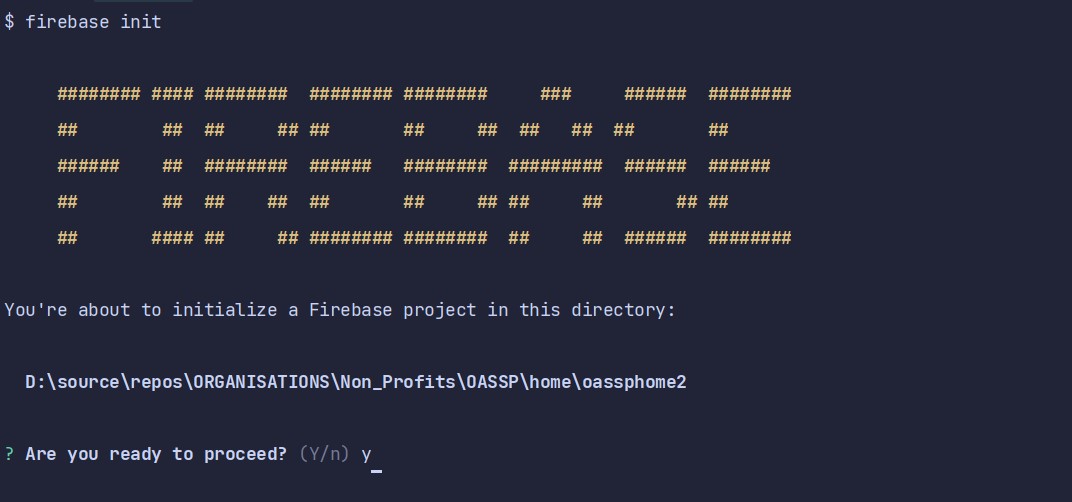 $ firebase init
     ######## #### ########  ######## ########     ###     ######  ########
     ##        ##  ##     ## ##       ##     ##  ##   ##  ##       ##
     ######    ##  ########  ######   ########  #########  ######  ######
     ##        ##  ##    ##  ##       ##     ## ##     ##       ## ##
     ##       #### ##     ## ######## ########  ##     ##  ######  ########
You're about to initialize a Firebase project in this directory:
  D:\source\repos\ORGANISATIONS\Non_Profits\OASSP\home\oassphome2
? Are you ready to proceed? (Y/n) y